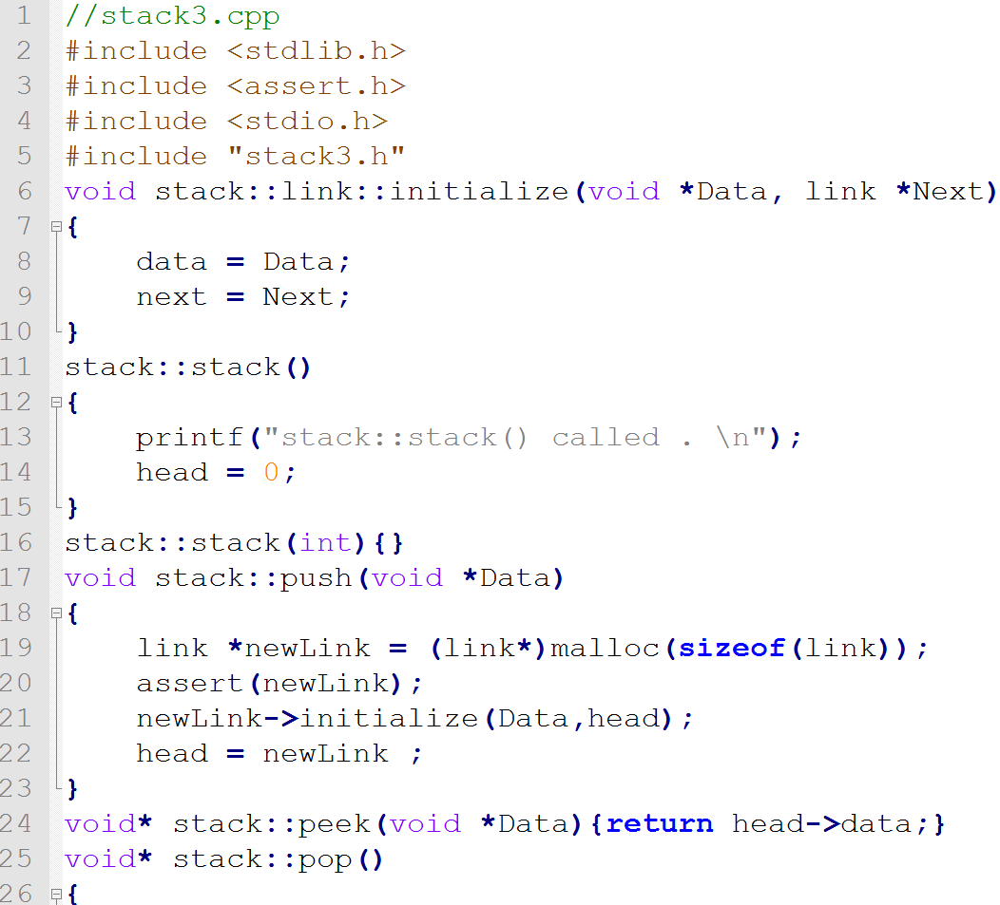 1 //stack3.cpp
2 #include <stdlib.h>
3 #include <assert.h>
4 #include <stdio.h>
5 #include "stack3.h"
6 void stack::link::initialize(void *Data, link *Next)
7 {
8     data = Data;
9     next = Next;
10 }
11 stack::stack()
12 {
13     printf("stack::stack() called . \n");
14     head = 0;
15 }
16 stack::stack(int){}
17 void stack::push(void *Data)
18 {
19     link *newLink = (link*)malloc(sizeof(link));
20     assert(newLink);
21     newLink->initialize(Data,head);
22     head = newLink ;
23 }
24 void* stack::peek(void *Data){return head->data;}
25 void* stack::pop()
26 {